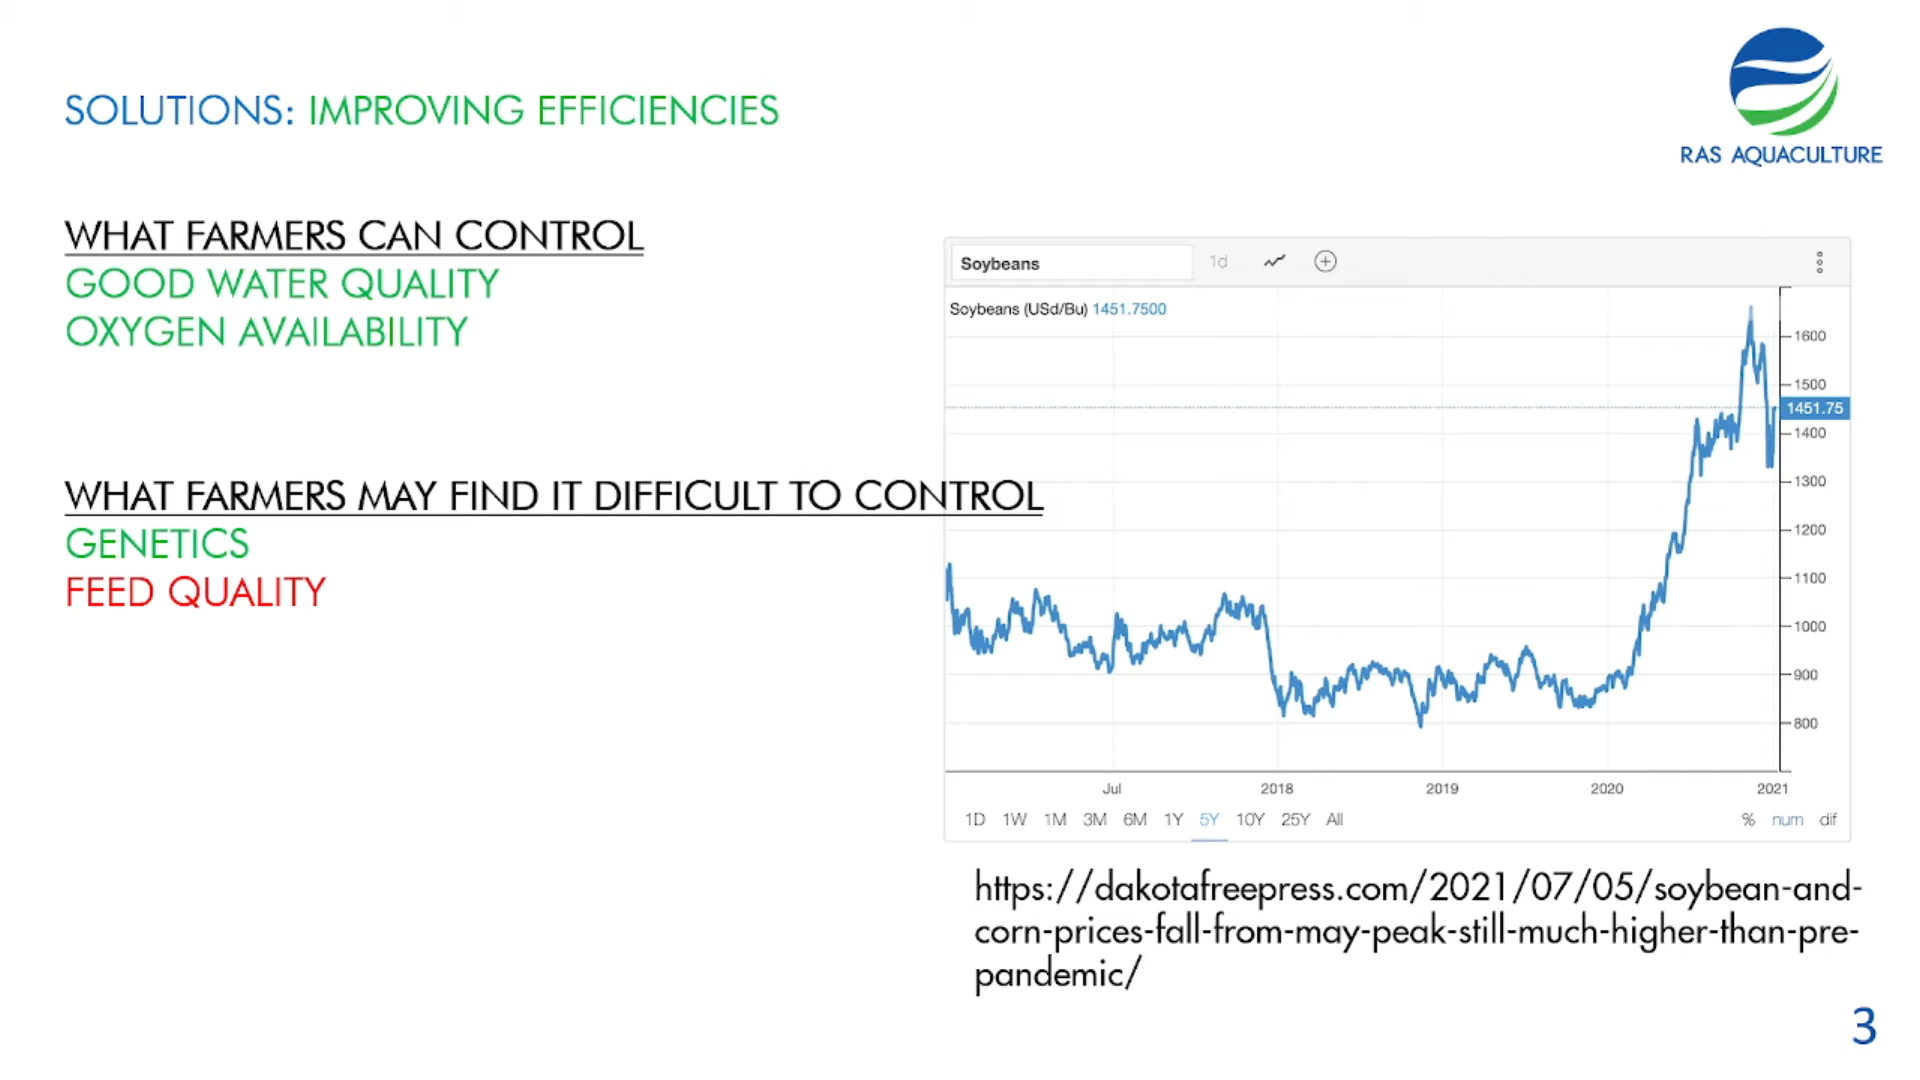 SOLUTIONS: IMPROVING EFFICIENCIES
RAS AQUACULTURE
WHAT FARMERS CAN CONTROL
GOOD WATER QUALITY
OXYGEN AVAILABILITY
WHAT FARMERS MAY FIND IT DIFFICULT TO CONTROL
GENETICS
FEED QUALITY
Soybeans 1d
Soybeans (USd/Bu) 1451.7500
1600
1500
1451.75
1400
1300
1200
1100
1000
900
800
Jul 2018 2019 2020 2021
1D 1W 1M 3M 6M 1Y 5Y 10Y 25Y All % num dif
https://dakotafreepress.com/2021/07/05/soybean-and-
corn-prices-fall-from-may-peak-still-much-higher-than-pre-
pandemic/
3